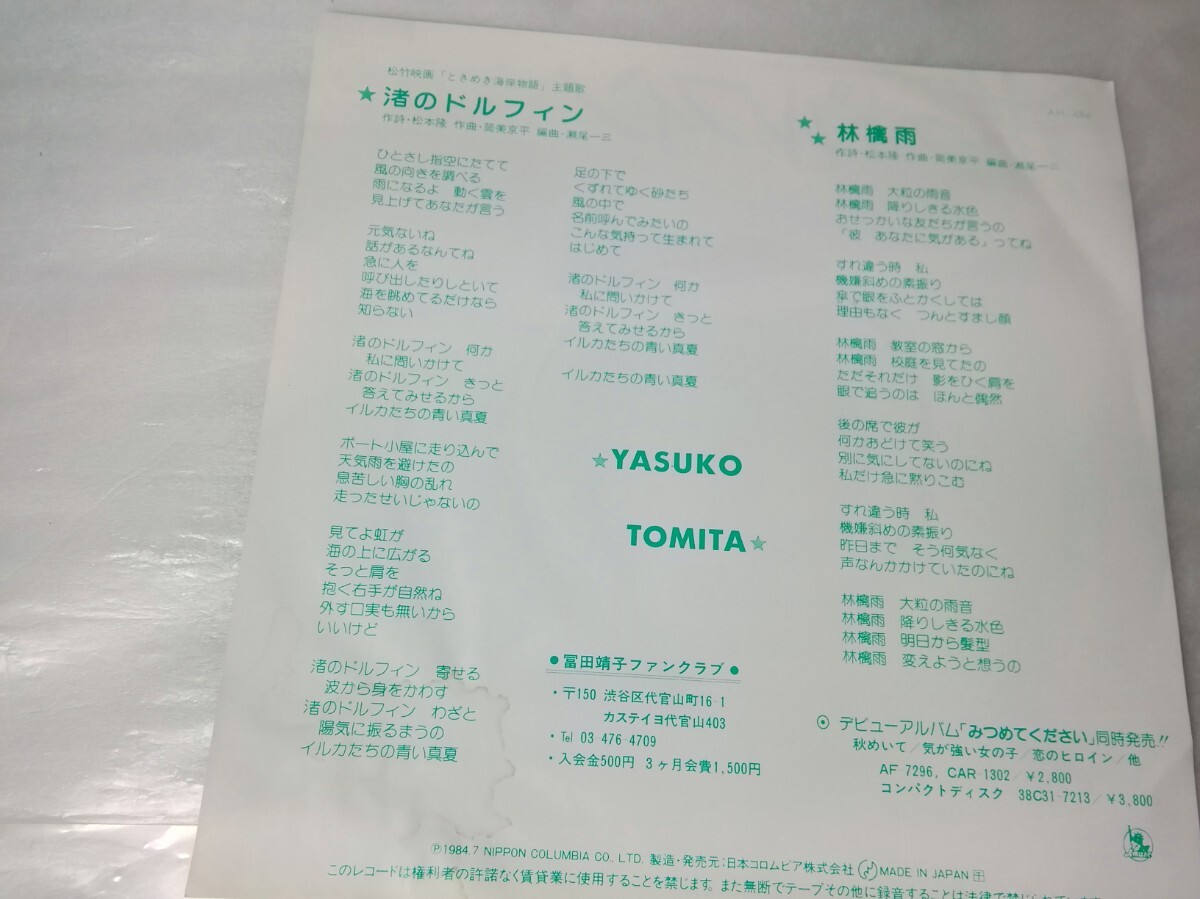 松竹映画「ときめき海岸物語」主題歌
★渚のドルフィン
作詩・松本隆 作曲・筒美京平 編曲・瀬尾一三
ひとさし指空にたてて
風の向きを調べる
雨になるよ 動く雲を
見上げてあなたが言う
元気ないね
話があるなんてね
急に人を
呼び出したりしといて
海を眺めてるだけなら
知らない
渚のドルフィン 何か
私に問いかけて
渚のドルフィン きっと
答えてみせるから
イルカたちの青い真夏
ボート小屋に走り込んで
天気雨を避けたの
息苦しい胸の乱れ
走ったせいじゃないの
見てよ虹が
海の上に広がる
そっと肩を
抱く右手が自然ね
外す口実も無いから
いいけど
渚のドルフィン 寄せる
波から身をかわす
渚のドルフィン わざと
陽気に振るまうの
イルカたちの青い真夏
足の下で
くずれてゆく砂たち
風の中で
名前呼んでみたいの
こんな気持って生まれて
はじめて
渚のドルフィン 何か
私に問いかけて
渚のドルフィン きっと
答えてみせるから
イルカたちの青い真夏
イルカたちの青い真夏
★YASUKO
TOMITA★
●冨田靖子ファンクラブ●
・〒150 渋谷区代官山町16-1
カステイヨ代官山403
・Tel 03-476-4709
・入会金500円 3ヶ月会費1,500円
★★林檎雨
作詩・松本隆 作曲・筒美京平 編曲・瀬尾一三
林檎雨 大粒の雨音
林檎雨 降りしきる水色
おせっかいな友だちが言うの
「彼 あなたに気がある」ってね
すれ違う時 私
機嫌斜めの素振り
傘で眼をふとかくしては
理由もなく つんとすまし顔
林檎雨 教室の窓から
林檎雨 校庭を見てたの
ただそれだけ 影をひく肩を
眼で追うのは ほんと偶然
後の席で彼が
何かおどけて笑う
別に気にしてないのにね
私だけ急に黙りこむ
すれ違う時 私
機嫌斜めの素振り
昨日まで そう何気なく
声なんかかけていたのにね
林檎雨 大粒の雨音
林檎雨 降りしきる水色
林檎雨 明日から髪型
林檎雨 変えようと想うの
◉ デビューアルバム「みつめてください」同時発売!!
秋めいて/気が強い女の子/恋のヒロイン/他
AF 7296, CAR 1302/¥2,800
コンパクトディスク 38C31-7213/¥3,800
Ⓟ1984.7 NIPPON COLUMBIA CO., LTD. 製造・発売元:日本コロムビア株式会社 MADE IN JAPAN
このレコードは権利者の許諾なく賃貸業に使用することを禁じます。また無断でテープその他に録音することは法律で禁じられています